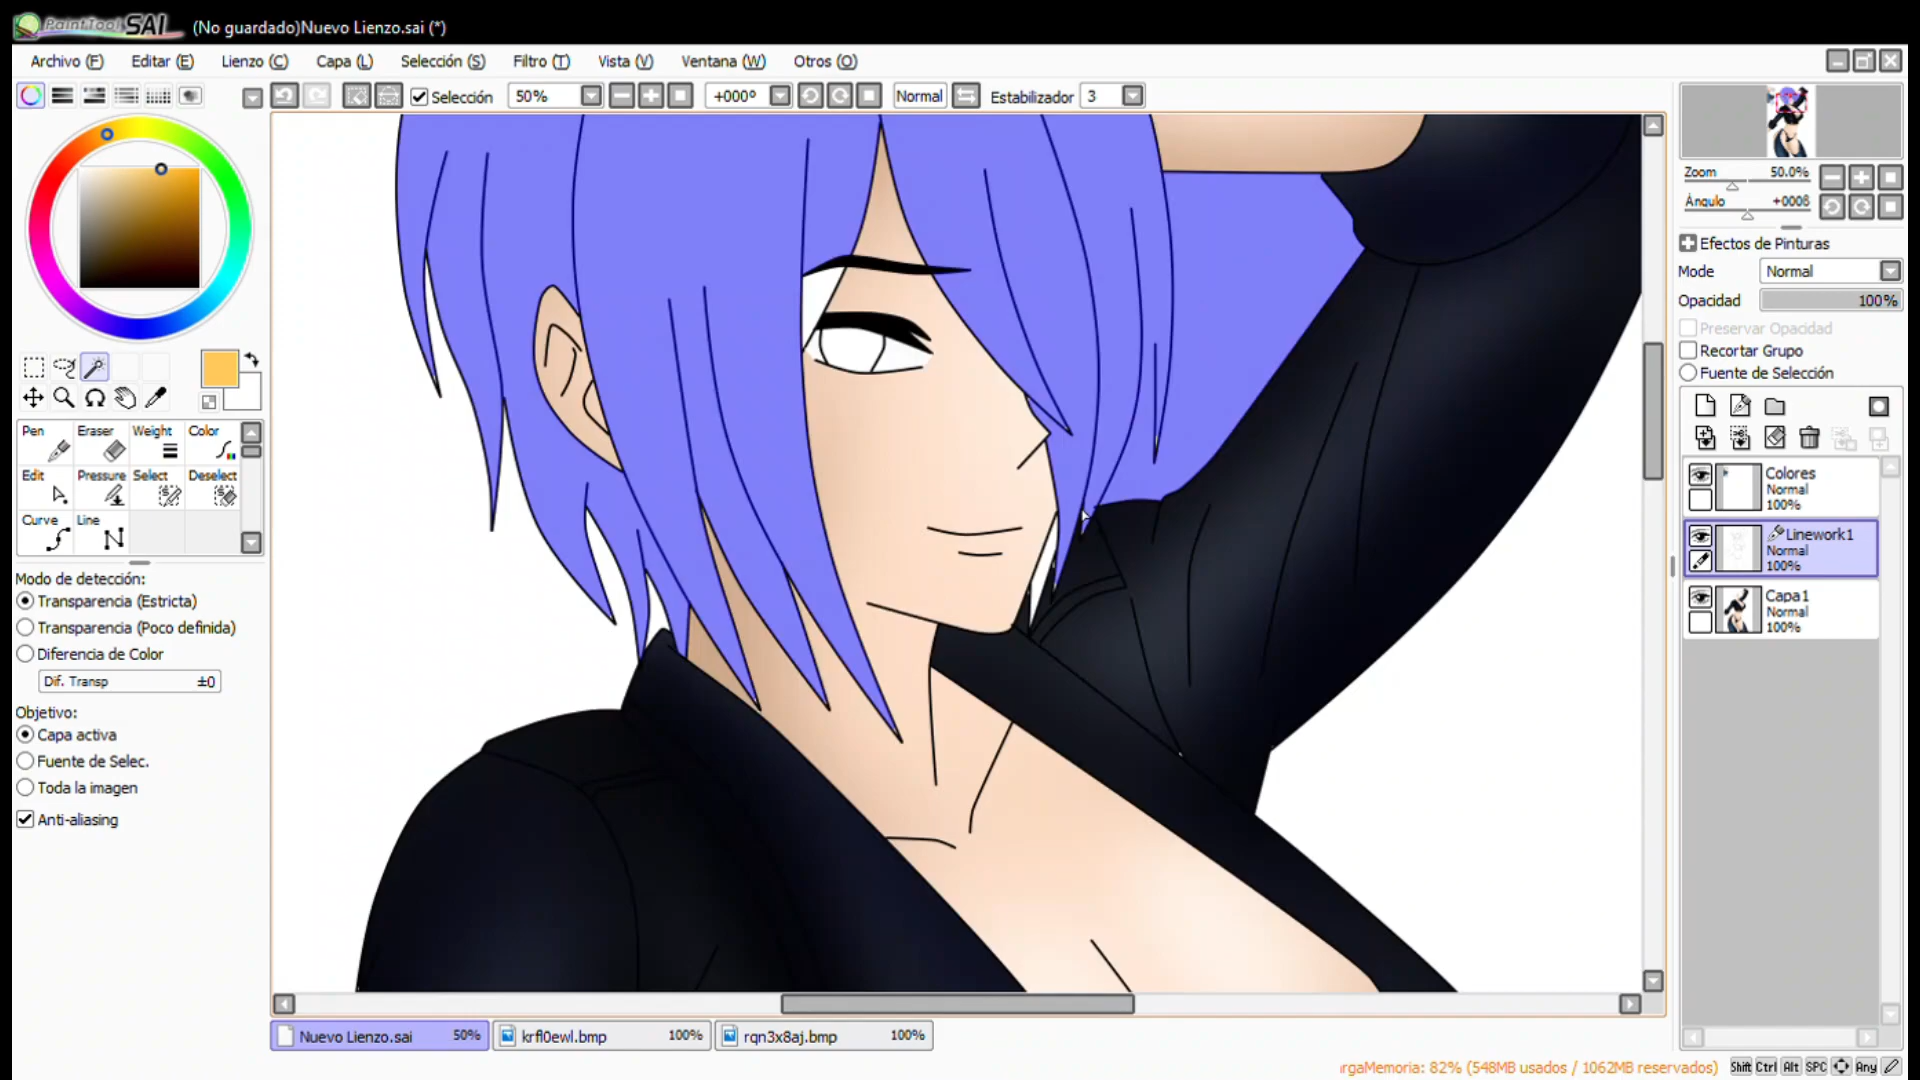 PaintTool SAI (No guardado)Nuevo Lienzo.sai (*)
Archivo (F) Editar (E) Lienzo (C) Capa (L) Selección (S) Filtro (T) Vista (V) Ventana (W) Otros (O)
Selección 50% +000º Normal Estabilizador 3
Zoom 50.0%
Ángulo
Efectos de Pinturas
Mode Normal
Opacidad 100%
Preservar Opacidad
Recortar Grupo
Fuente de Selección
Pen Eraser Weight Color
Edit Pressure Select Deselect
Curve Line
Colores
Normal
100%
Linework1
Normal
100%
Capa1
Normal
100%
Modo de detección:
Transparencia (Estricta)
Transparencia (Poco definida)
Diferencia de Color
Dif. Transp ±0
Objetivo:
Capa activa
Fuente de Selec.
Toda la imagen
Anti-aliasing
Nuevo Lienzo.sai 50% krfl0ewl.bmp 100% rqn3x8aj.bmp 100%
rgaMemoria: 82% (548MB usados / 1062MB reservados) Shift Ctrl Alt SPC Any